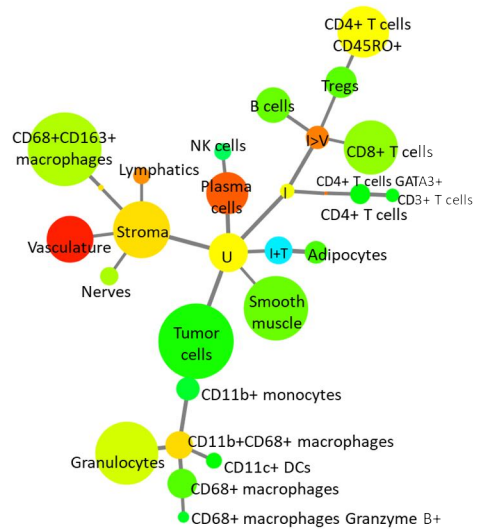 CD4+ T cells
CD45RO+
Tregs
B cells
I>V
CD8+ T cells
NK cells
CD68+CD163+
macrophages
Lymphatics
Plasma
cells
I
CD4+ T cells GATA3+
CD3+ T cells
CD4+ T cells
Stroma
Vasculature
U
I+T
Adipocytes
Nerves
Smooth
muscle
Tumor
cells
CD11b+ monocytes
CD11b+CD68+ macrophages
Granulocytes
CD11c+ DCs
CD68+ macrophages
CD68+ macrophages Granzyme B+